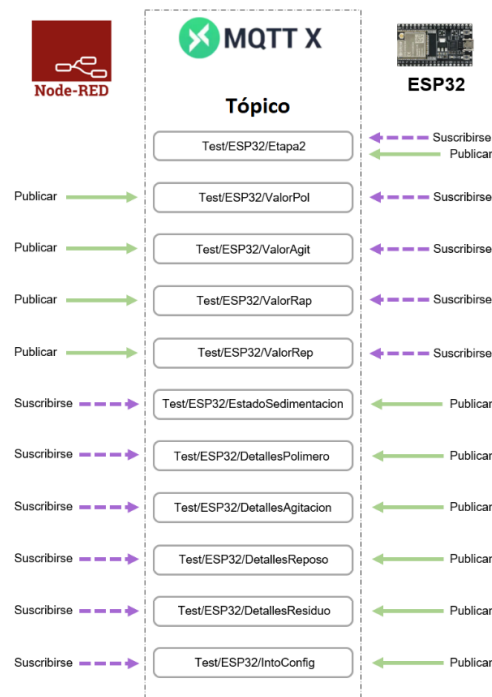 MQTT X
Node-RED
ESP32
Tópico
Test/ESP32/Etapa2
Suscribirse
Publicar
Publicar
Test/ESP32/ValorPol
Suscribirse
Publicar
Test/ESP32/ValorAgit
Suscribirse
Publicar
Test/ESP32/ValorRap
Suscribirse
Publicar
Test/ESP32/ValorRep
Suscribirse
Suscribirse
Test/ESP32/EstadoSedimentacion
Publicar
Suscribirse
Test/ESP32/DetallesPolimero
Publicar
Suscribirse
Test/ESP32/DetallesAgitacion
Publicar
Suscribirse
Test/ESP32/DetallesReposo
Publicar
Suscribirse
Test/ESP32/DetallesResiduo
Publicar
Suscribirse
Test/ESP32/IntoConfig
Publicar